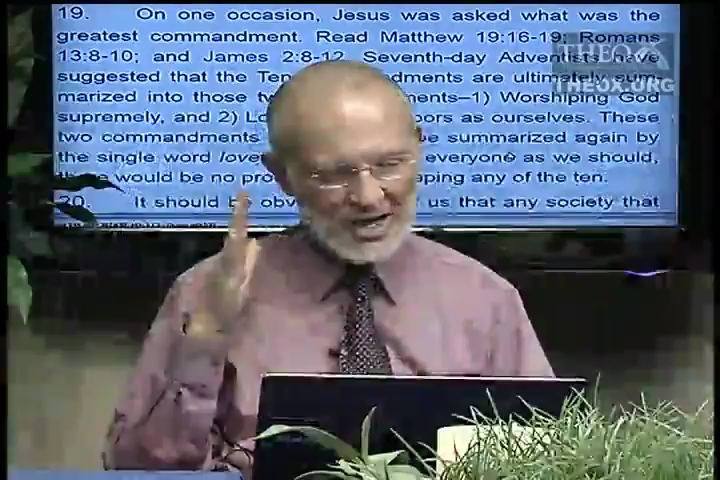 19. On one occasion, Jesus was asked what was the
greatest commandment. Read Matthew 19:16-19; Romans
13:8-10; and James 2:8-12. Seventh-day Adventists have
suggested that the Ten dments are ultimately sum-
marized into those tw ents–1) Worshiping God
supremely, and 2) Lo ors as ourselves. These
two commandments e summarized again by
the single word love everyone as we should,
would be no pro eping any of the ten.
20. It should be obv us that any society that
THEO
THEOX.ORG